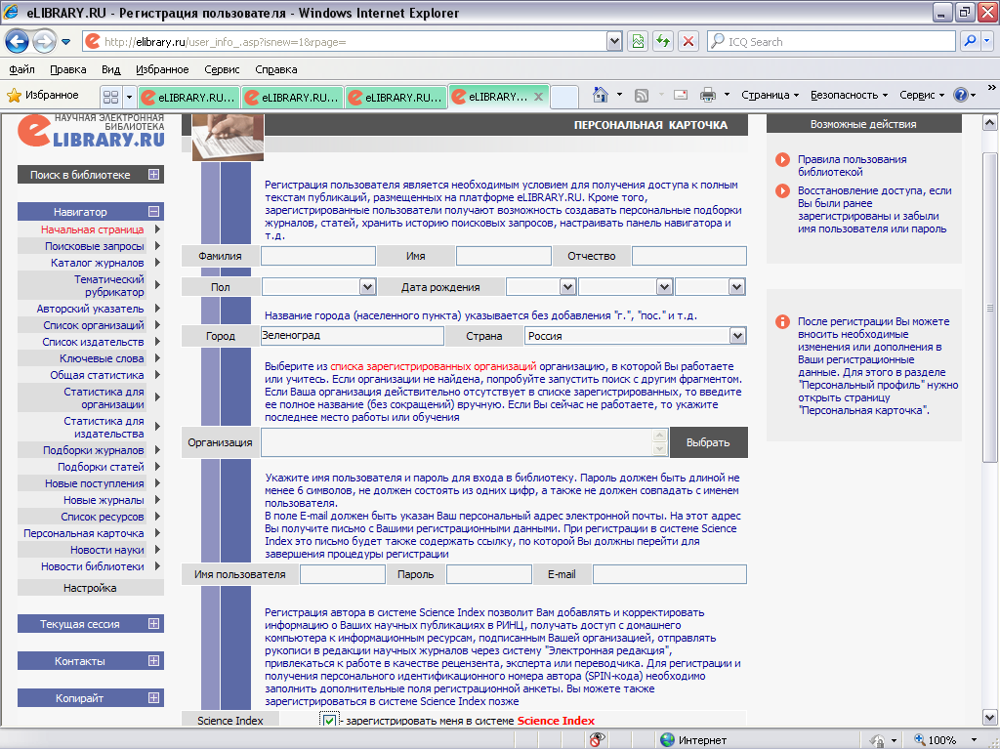 eLIBRARY.RU - Регистрация пользователя - Windows Internet Explorer
http://elibrary.ru/user_info_.asp?isnew=1&rpage=
ICQ Search
Файл Правка Вид Избранное Сервис Справка
Избранное
eLIBRARY.RU...
eLIBRARY.RU...
eLIBRARY.RU...
eLIBRARY....
Страница
Безопасность
Сервис
НАУЧНАЯ ЭЛЕКТРОННАЯ
БИБЛИОТЕКА
eLIBRARY.RU
Поиск в библиотеке
Навигатор
Начальная страница
Поисковые запросы
Каталог журналов
Тематический
рубрикатор
Авторский указатель
Список организаций
Список издательств
Ключевые слова
Общая статистика
Статистика для
организации
Статистика для
издательства
Подборки журналов
Подборки статей
Новые поступления
Новые журналы
Список ресурсов
Персональная карточка
Новости науки
Новости библиотеки
Настройка
Текущая сессия
Контакты
Копирайт
ПЕРСОНАЛЬНАЯ КАРТОЧКА
Регистрация пользователя является необходимым условием для получения доступа к полным
текстам публикаций, размещенных на платформе eLIBRARY.RU. Кроме того,
зарегистрированные пользователи получают возможность создавать персональные подборки
журналов, статей, хранить историю поисковых запросов, настраивать панель навигатора и
т.д.
Фамилия Имя Отчество
Пол Дата рождения
Название города (населенного пункта) указывается без добавления "г.", "пос." и т.д.
Город Зеленоград Страна Россия
Выберите из списка зарегистрированных организаций организацию, в которой Вы работаете
или учитесь. Если организации не найдена, попробуйте запустить поиск с другим фрагментом.
Если Ваша организация действительно отсутствует в списке зарегистрированных, то введите
ее полное название (без сокращений) вручную. Если Вы сейчас не работаете, то укажите
последнее место работы или обучения
Организация Выбрать
Укажите имя пользователя и пароль для входа в библиотеку. Пароль должен быть длиной не
менее 6 символов, не должен состоять из одних цифр, а также не должен совпадать с именем
пользователя.
В поле E-mail должен быть указан Ваш персональный адрес электронной почты. На этот адрес
Вы получите письмо с Вашими регистрационными данными. При регистрации в системе Science
Index это письмо будет также содержать ссылку, по которой Вы должны перейти для
завершения процедуры регистрации
Имя пользователя Пароль E-mail
Регистрация автора в системе Science Index позволит Вам добавлять и корректировать
информацию о Ваших научных публикациях в РИНЦ, получать доступ с домашнего
компьютера к информационным ресурсам, подписанным Вашей организацией, отправлять
рукописи в редакции научных журналов через систему "Электронная редакция",
привлекаться к работе в качестве рецензента, эксперта или переводчика. Для регистрации и
получения персонального идентификационного номера автора (SPIN-кода) необходимо
заполнить дополнительные поля регистрационной анкеты. Вы можете также
зарегистрироваться в системе Science Index позже
Science Index - зарегистрировать меня в системе Science Index
Возможные действия
Правила пользования
библиотекой
Восстановление доступа, если
Вы были ранее
зарегистрированы и забыли
имя пользователя или пароль
После регистрации Вы можете
вносить необходимые
изменения или дополнения в
Ваши регистрационные
данные. Для этого в разделе
"Персональный профиль" нужно
открыть страницу
"Персональная карточка".
Интернет
100%